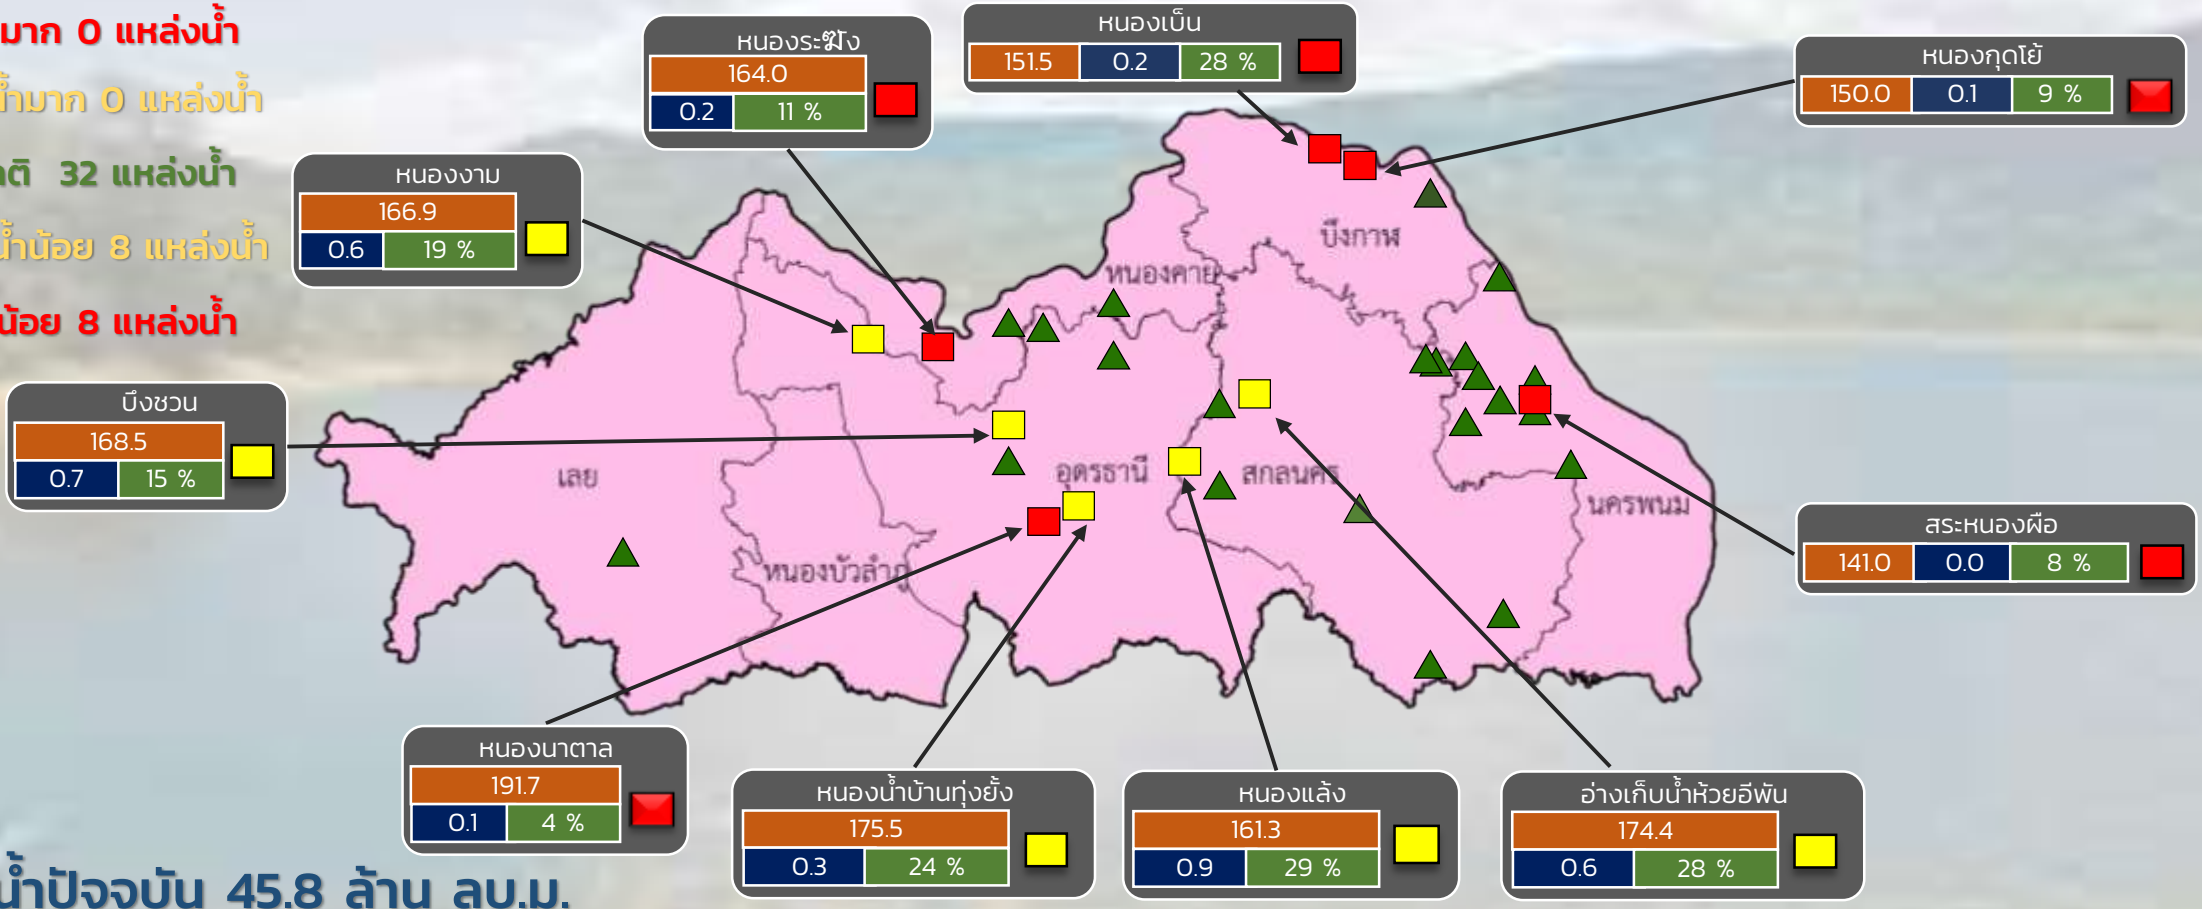 มาก 0 แหล่งน้ำ
น้ำมาก 0 แหล่งน้ำ
กติ 32 แหล่งน้ำ
น้ำน้อย 8 แหล่งน้ำ
น้อย 8 แหล่งน้ำ
หนองระฆัง
164.0
0.2 11 %
หนองเบ็น
151.5 0.2 28 %
หนองกุดโย้
150.0 0.1 9 %
หนองงาม
166.9
0.6 19 %
บึงชวน
168.5
0.7 15 %
บึงกาฬ
หนองคาย
เลย
อุดรธานี
สกลนคร
นครพนม
หนองบัวลำภู
สระหนองผือ
141.0 0.0 8 %
หนองนาตาล
191.7
0.1 4 %
หนองน้ำบ้านทุ่งยั้ง
175.5
0.3 24 %
หนองแล้ง
161.3
0.9 29 %
อ่างเก็บน้ำห้วยอีพัน
174.4
0.6 28 %
น้ำปัจจุบัน 45.8 ล้าน ลบ.ม.